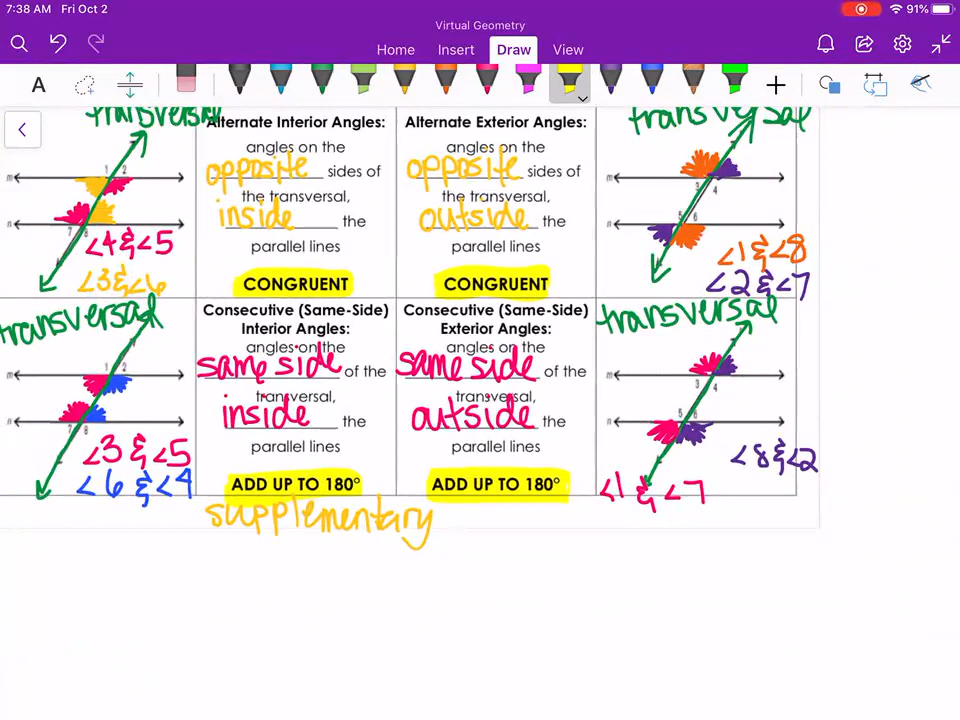 7:38 AM Fri Oct 2
91%
Virtual Geometry
Home Insert Draw View
A
transversal
1 2
m
n
7 8
<4 & <5
<3 & <6
Alternate Interior Angles:
angles on the
opposite sides of
the transversal,
inside the
parallel lines
CONGRUENT
Alternate Exterior Angles:
angles on the
opposite sides of
the transversal,
outside the
parallel lines
CONGRUENT
transversal
m
3 4
5 6
n
<1 & <8
<2 & <7
transversal
1 2
m
n
7 8
<3 & <5
<6 & <4
Consecutive (Same-Side)
Interior Angles:
angles on the
same side of the
transversal,
inside the
parallel lines
ADD UP TO 180°
supplementary
Consecutive (Same-Side)
Exterior Angles:
angles on the
same side of the
transversal,
outside the
parallel lines
ADD UP TO 180°
transversal
m
3 4
5 6
n
<8 & <2
<1 & <7